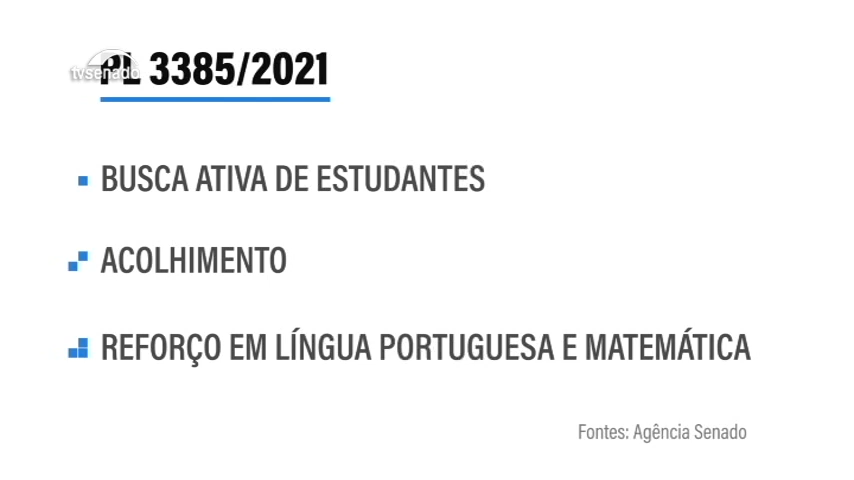 PL 3385/2021
tvsenado
BUSCA ATIVA DE ESTUDANTES
ACOLHIMENTO
REFORÇO EM LÍNGUA PORTUGUESA E MATEMÁTICA
Fontes: Agência Senado